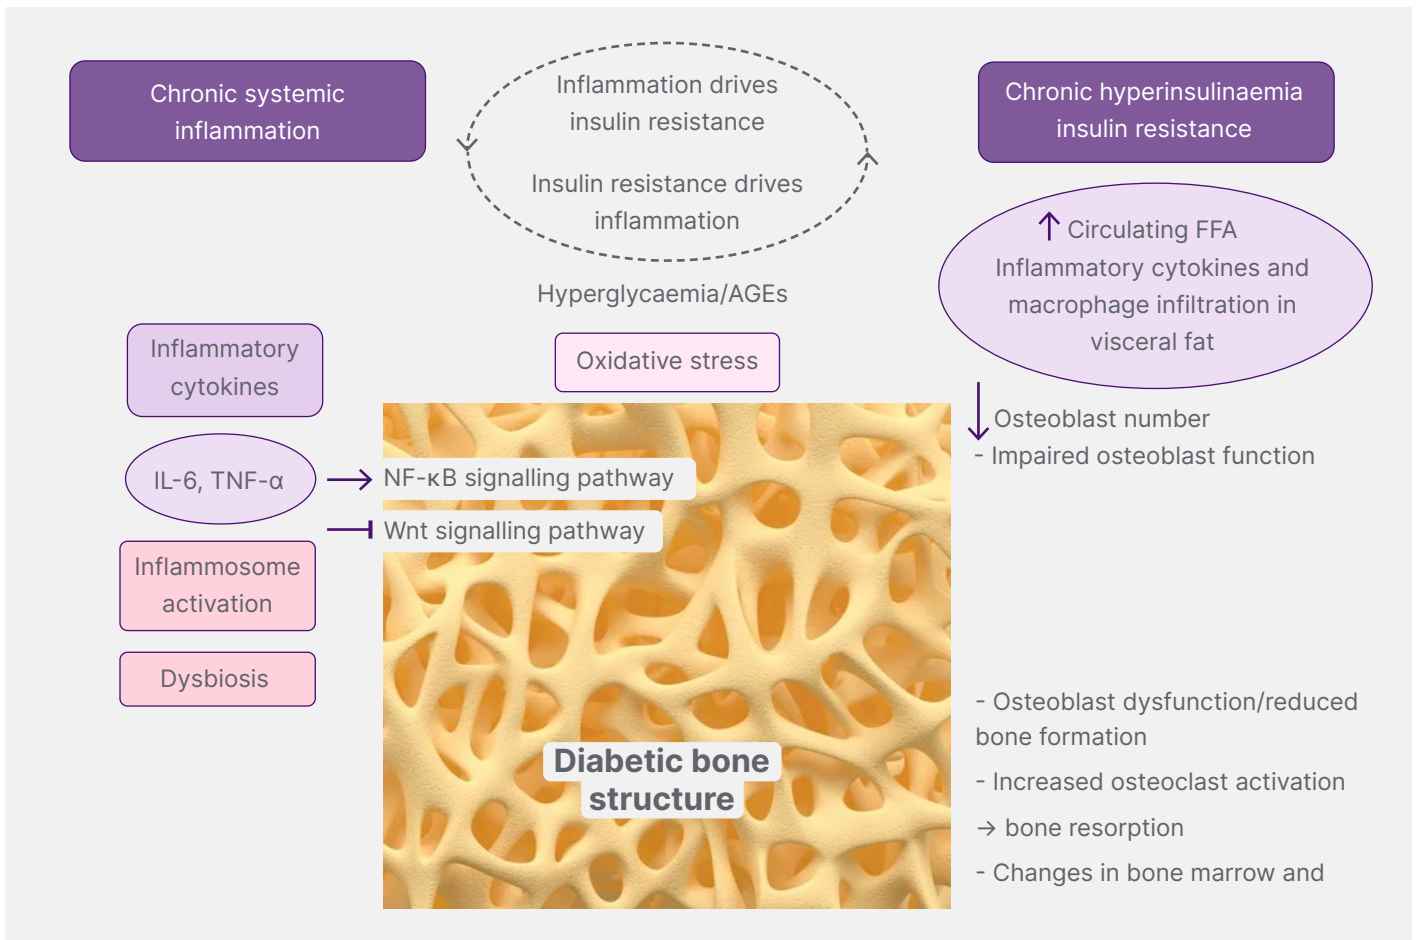 Chronic systemic
inflammation
Inflammation drives
insulin resistance
Insulin resistance drives
inflammation
Chronic hyperinsulinaemia
insulin resistance
↑ Circulating FFA
Inflammatory cytokines and
macrophage infiltration in
visceral fat
Hyperglycaemia/AGEs
Oxidative stress
Inflammatory
cytokines
IL-6, TNF-α
NF-κB signalling pathway
Wnt signalling pathway
Inflammosome
activation
Dysbiosis
↓ Osteoblast number
- Impaired osteoblast function
Diabetic bone
structure
- Osteoblast dysfunction/reduced
bone formation
- Increased osteoclast activation
→ bone resorption
- Changes in bone marrow and